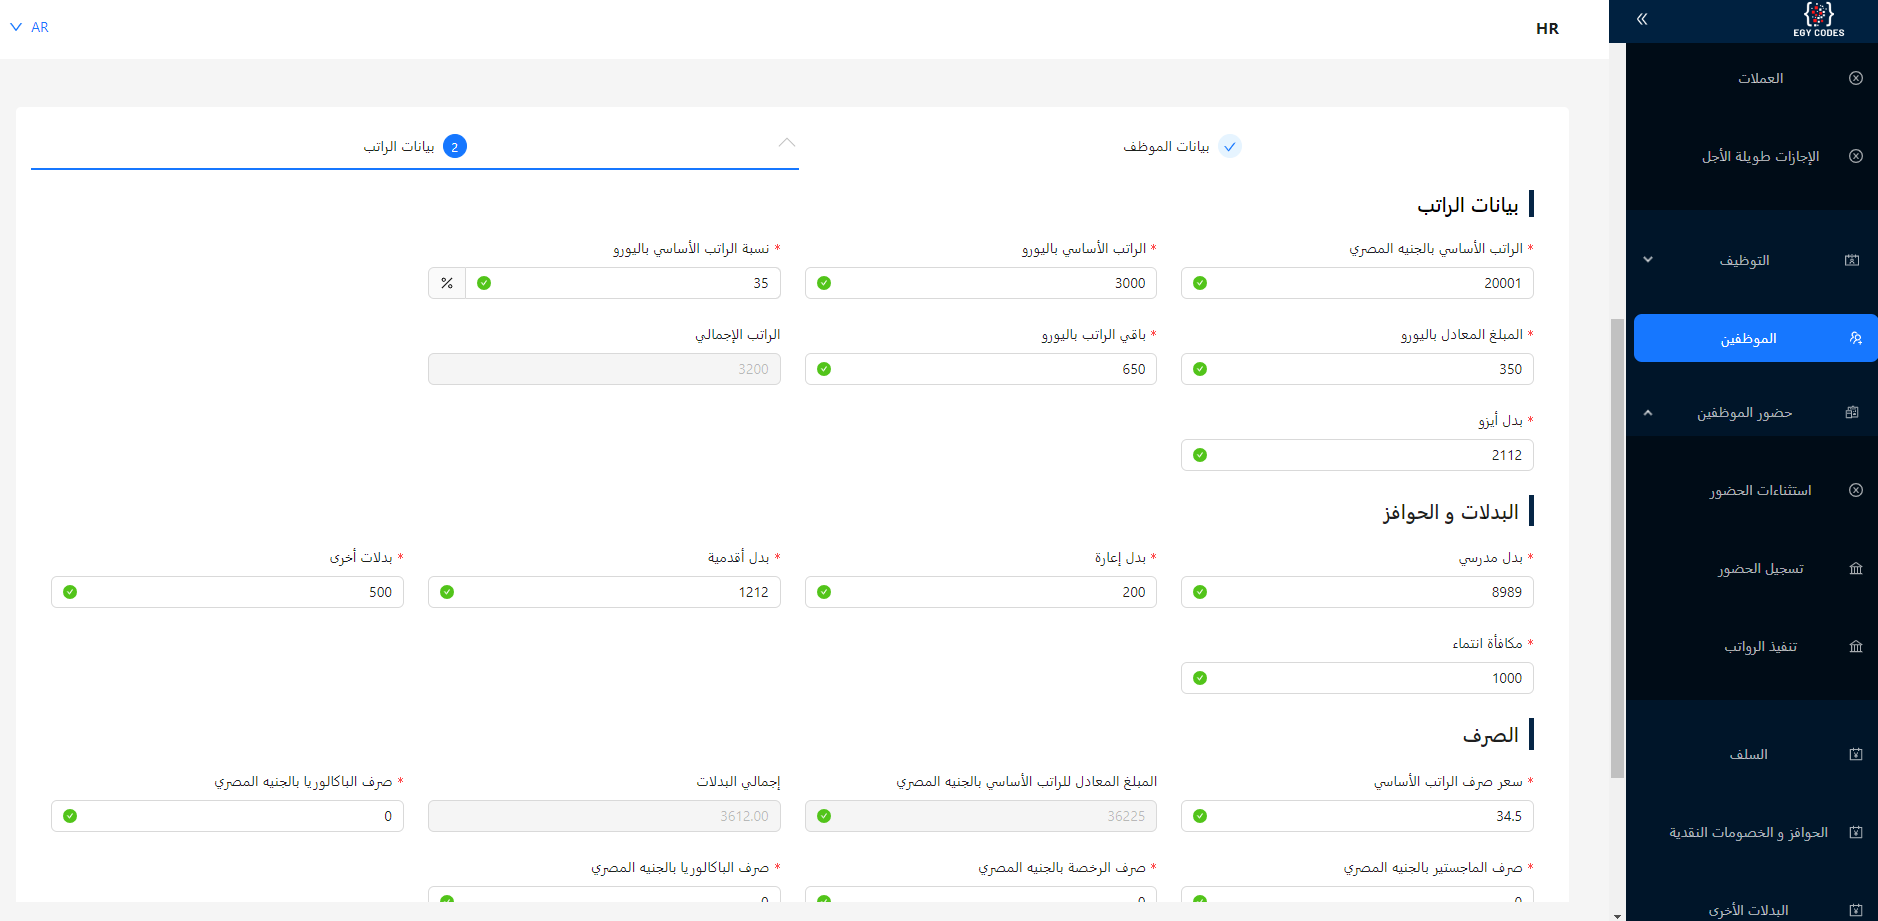 HR
AR
EGY CODES
العملات
الإجازات طويلة الأجل
التوظيف
الموظفين
حضور الموظفين
استثناءات الحضور
تسجيل الحضور
تنفيذ الرواتب
السلف
الحوافز و الخصومات النقدية
البدلات الأخرى
بيانات الموظف
2 بيانات الراتب
بيانات الراتب
* الراتب الأساسي بالجنيه المصري * الراتب الأساسي باليورو * نسبة الراتب الأساسي باليورو
20001 3000 35 %
* المبلغ المعادل باليورو * باقي الراتب باليورو الراتب الإجمالي
350 650 3200
* بدل أيزو
2112
البدلات و الحوافز
* بدل مدرسي * بدل إعارة * بدل أقدمية * بدلات أخرى
8989 200 1212 500
* مكافأة انتماء
1000
الصرف
* سعر صرف الراتب الأساسي المبلغ المعادل للراتب الأساسي بالجنيه المصري إجمالي البدلات * صرف الباكالوريا بالجنيه المصري
34.5 36225 3612.00 0
* صرف الماجستير بالجنيه المصري * صرف الرخصة بالجنيه المصري * صرف الباكالوريا بالجنيه المصري
0 0 0